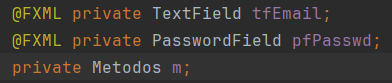 @FXML private TextField tfEmail;
@FXML private PasswordField pfPasswd;
private Metodos m;